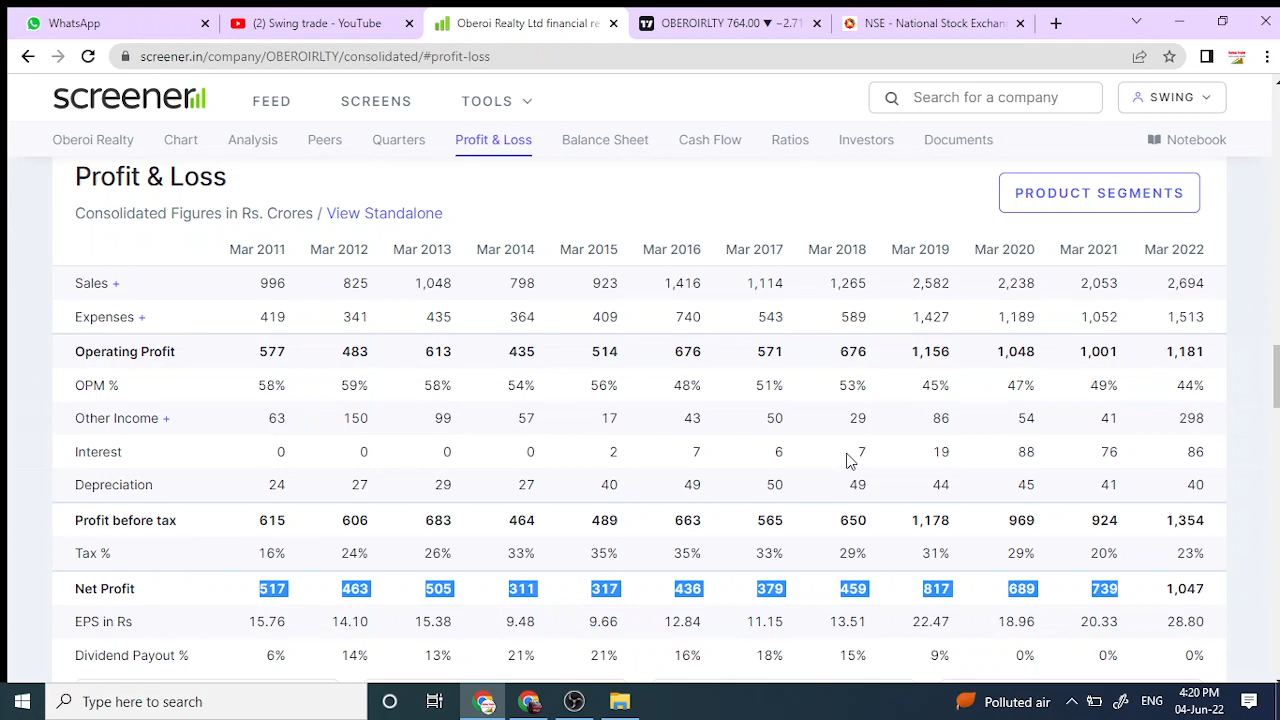 WhatsApp
(2) Swing trade - YouTube
Oberoi Realty Ltd financial re
OBEROIRLTY 764.00 ▼ −2.71
NSE - National Stock Exchan
screener.in/company/OBEROIRLTY/consolidated/#profit-loss
screener
FEED SCREENS TOOLS
Search for a company
SWING
Oberoi Realty Chart Analysis Peers Quarters Profit & Loss Balance Sheet Cash Flow Ratios Investors Documents Notebook
Profit & Loss
PRODUCT SEGMENTS
Consolidated Figures in Rs. Crores / View Standalone
Mar 2011 Mar 2012 Mar 2013 Mar 2014 Mar 2015 Mar 2016 Mar 2017 Mar 2018 Mar 2019 Mar 2020 Mar 2021 Mar 2022
Sales + 996 825 1,048 798 923 1,416 1,114 1,265 2,582 2,238 2,053 2,694
Expenses + 419 341 435 364 409 740 543 589 1,427 1,189 1,052 1,513
Operating Profit 577 483 613 435 514 676 571 676 1,156 1,048 1,001 1,181
OPM % 58% 59% 58% 54% 56% 48% 51% 53% 45% 47% 49% 44%
Other Income + 63 150 99 57 17 43 50 29 86 54 41 298
Interest 0 0 0 0 2 7 6 7 19 88 76 86
Depreciation 24 27 29 27 40 49 50 49 44 45 41 40
Profit before tax 615 606 683 464 489 663 565 650 1,178 969 924 1,354
Tax % 16% 24% 26% 33% 35% 35% 33% 29% 31% 29% 20% 23%
Net Profit 517 463 505 311 317 436 379 459 817 689 739 1,047
EPS in Rs 15.76 14.10 15.38 9.48 9.66 12.84 11.15 13.51 22.47 18.96 20.33 28.80
Dividend Payout % 6% 14% 13% 21% 21% 16% 18% 15% 9% 0% 0% 0%
Type here to search
Polluted air
ENG
4:20 PM
04-Jun-22